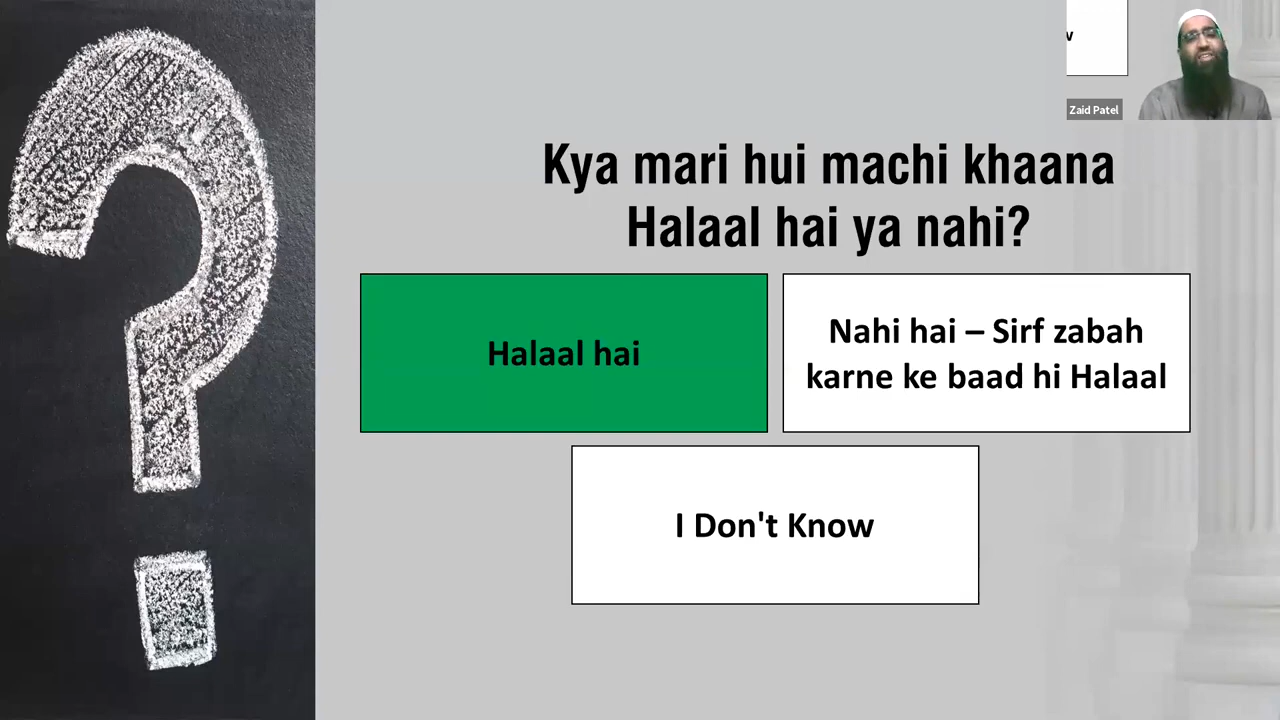 Zaid Patel
Kya mari hui machi khaana
Halaal hai ya nahi?
Halaal hai
Nahi hai – Sirf zabah
karne ke baad hi Halaal
I Don't Know